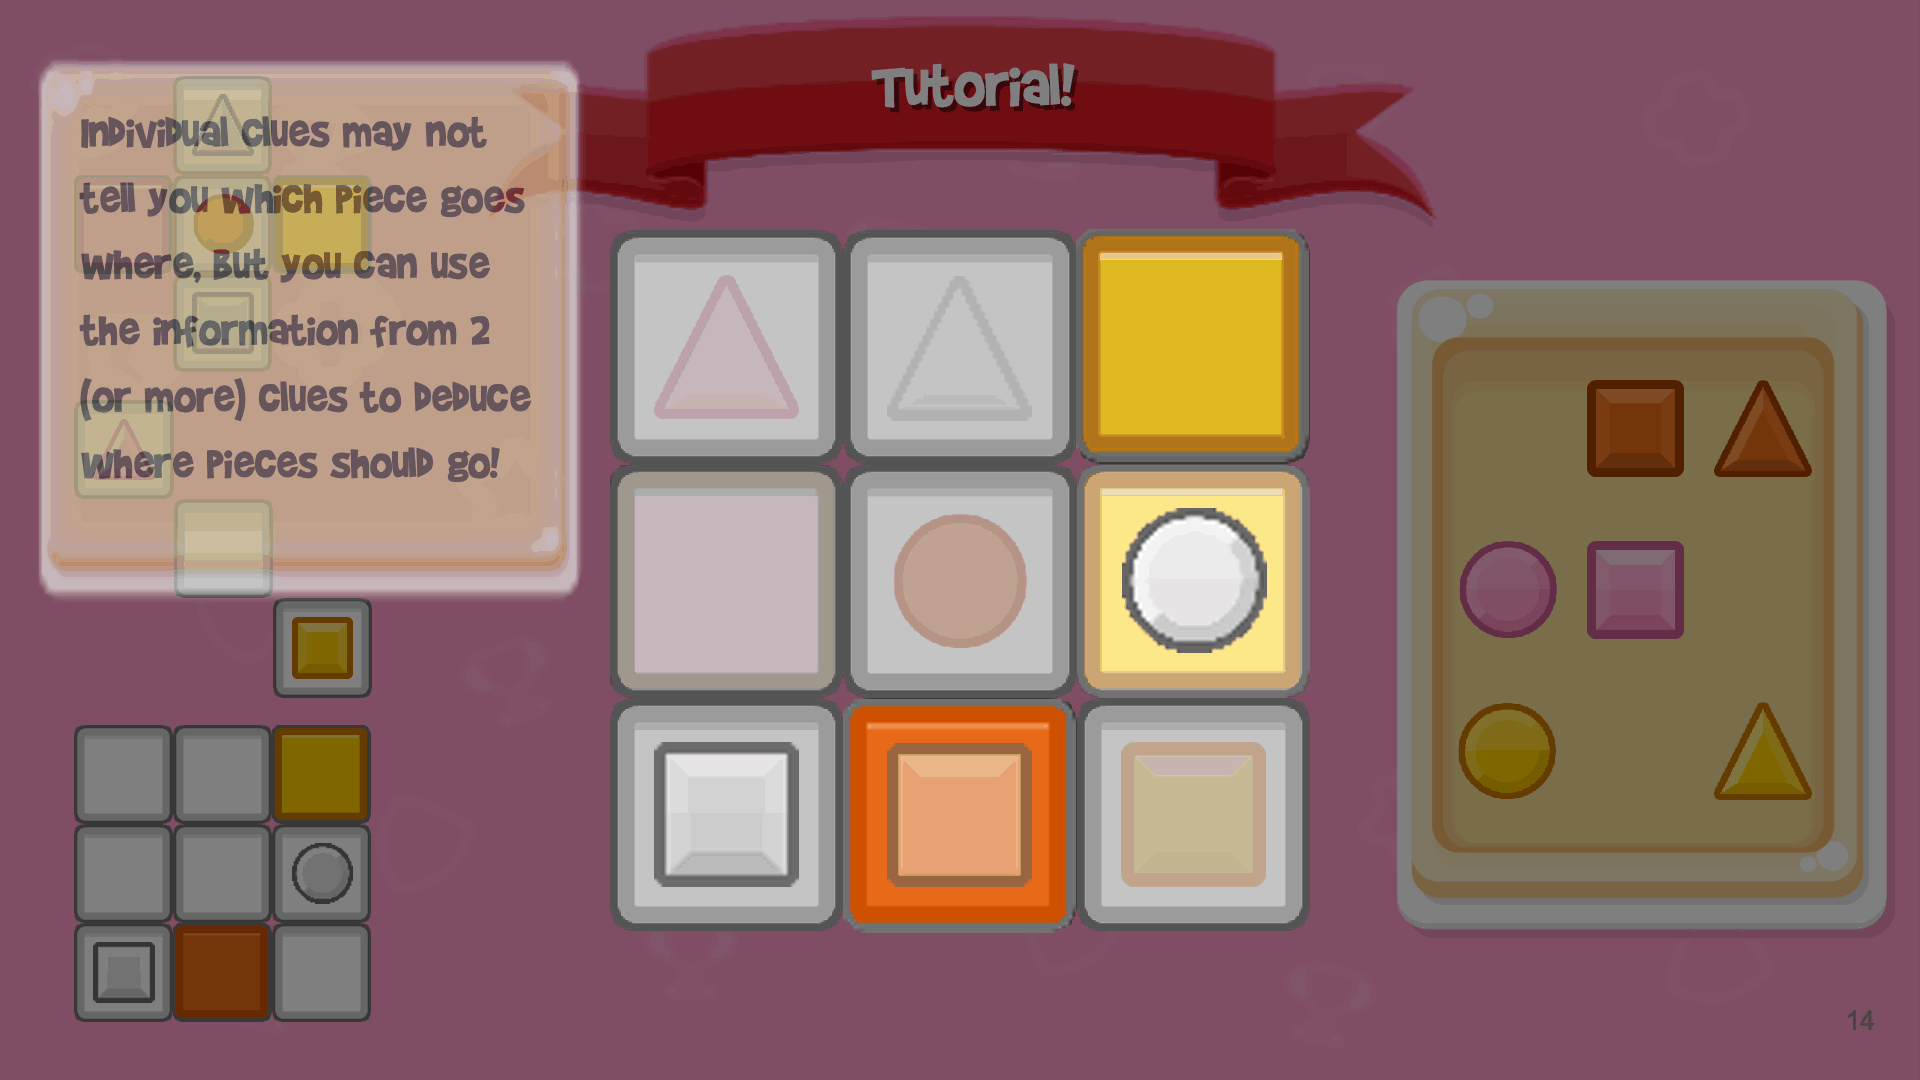 Tutorial!
Individual clues may not
tell you which piece goes
where, but you can use
the information from 2
(or more) clues to deduce
where pieces should go!
14